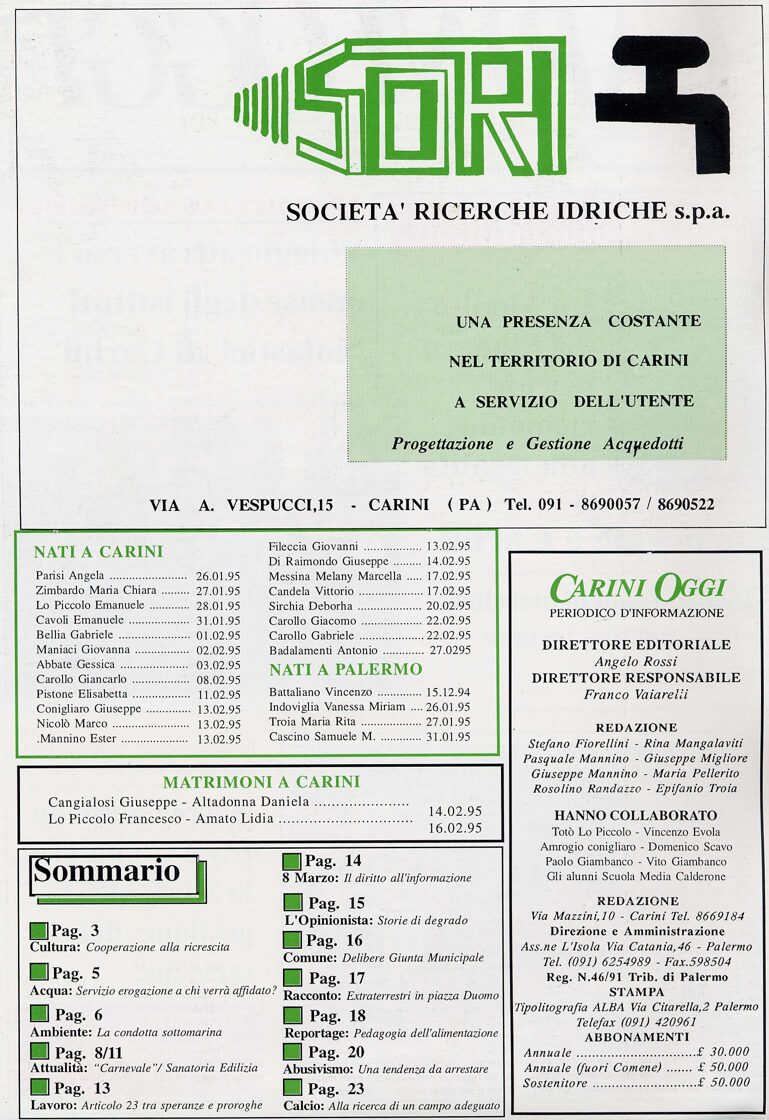 SORI
SOCIETA' RICERCHE IDRICHE s.p.a.
UNA PRESENZA COSTANTE
NEL TERRITORIO DI CARINI
A SERVIZIO DELL'UTENTE
Progettazione e Gestione Acquedotti
VIA A. VESPUCCI,15 - CARINI ( PA ) Tel. 091 - 8690057 / 8690522
NATI A CARINI
Parisi Angela ........................ 26.01.95
Zimbardo Maria Chiara ........ 27.01.95
Lo Piccolo Emanuele ............ 28.01.95
Cavoli Emanuele .................. 31.01.95
Bellia Gabriele ..................... 01.02.95
Maniaci Giovanna ................ 02.02.95
Abbate Gessica .................... 03.02.95
Carollo Giancarlo ................. 08.02.95
Pistone Elisabetta ................. 11.02.95
Conigliaro Giuseppe ............. 13.02.95
Nicolò Marco ....................... 13.02.95
.Mannino Ester ..................... 13.02.95
Fileccia Giovanni .................. 13.02.95
Di Raimondo Giuseppe ......... 14.02.95
Messina Melany Marcella ..... 17.02.95
Candela Vittorio ................... 17.02.95
Sirchia Deborha ................... 20.02.95
Carollo Giacomo .................. 22.02.95
Carollo Gabriele ................... 22.02.95
Badalamenti Antonio ............ 27.0295
NATI A PALERMO
Battaliano Vincenzo .............. 15.12.94
Indoviglia Vanessa Miriam .... 26.01.95
Troia Maria Rita ................... 27.01.95
Cascino Samuele M. ............. 31.01.95
MATRIMONI A CARINI
Cangialosi Giuseppe - Altadonna Daniela ........................ 14.02.95
Lo Piccolo Francesco - Amato Lidia ................................. 16.02.95
Sommario
Pag. 3
Cultura: Cooperazione alla ricrescita
Pag. 5
Acqua: Servizio erogazione a chi verrà affidato?
Pag. 6
Ambiente: La condotta sottomarina
Pag. 8/11
Attualità: "Carnevale"/ Sanatoria Edilizia
Pag. 13
Lavoro: Articolo 23 tra speranze e proroghe
Pag. 14
8 Marzo: Il diritto all'informazione
Pag. 15
L'Opinionista: Storie di degrado
Pag. 16
Comune: Delibere Giunta Municipale
Pag. 17
Racconto: Extraterrestri in piazza Duomo
Pag. 18
Reportage: Pedagogia dell'alimentazione
Pag. 20
Abusivismo: Una tendenza da arrestare
Pag. 23
Calcio: Alla ricerca di un campo adeguato
CARINI OGGI
PERIODICO D'INFORMAZIONE
DIRETTORE EDITORIALE
Angelo Rossi
DIRETTORE RESPONSABILE
Franco Vaiarelli
REDAZIONE
Stefano Fiorellini - Rina Mangalaviti
Pasquale Mannino - Giuseppe Migliore
Giuseppe Mannino - Maria Pellerito
Rosolino Randazzo - Epifanio Troia
HANNO COLLABORATO
Totò Lo Piccolo - Vincenzo Evola
Amrogio conigliaro - Domenico Scavo
Paolo Giambanco - Vito Giambanco
Gli alunni Scuola Media Calderone
REDAZIONE
Via Mazzini,10 - Carini Tel. 8669184
Direzione e Amministrazione
Ass.ne L'Isola Via Catania,46 - Palermo
Tel. (091) 6254989 - Fax.598504
Reg. N.46/91 Trib. di Palermo
STAMPA
Tipolitografia ALBA Via Citarella,2 Palermo
Telefax (091) 420961
ABBONAMENTI
Annuale ........................... £ 30.000
Annuale (fuori Comene) ....... £ 50.000
Sostenitore ....................... £ 50.000